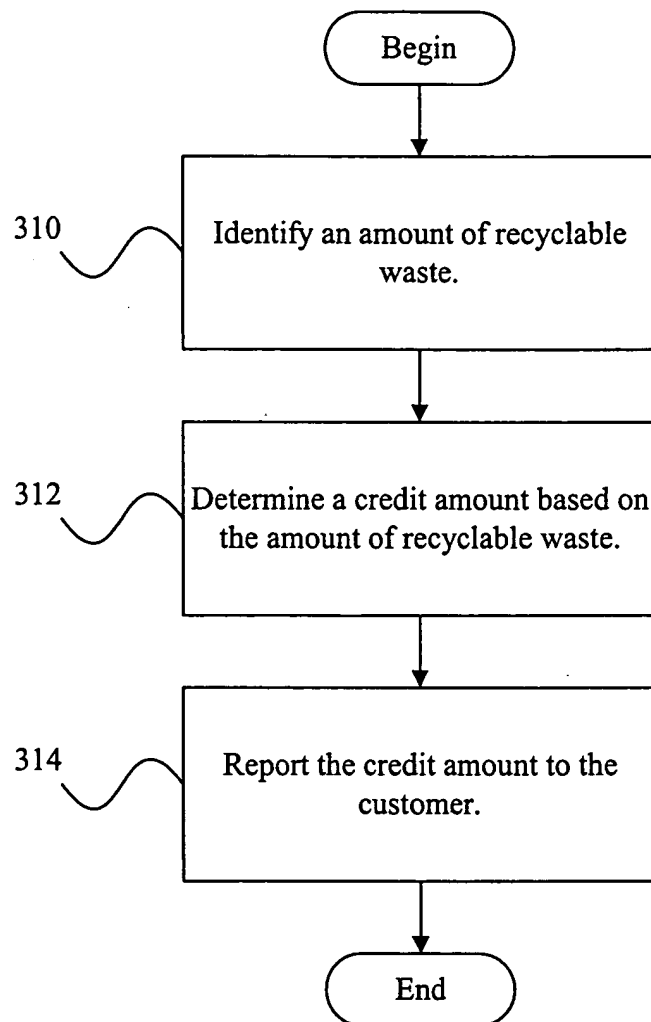 Begin
310
Identify an amount of recyclable
waste.
312
Determine a credit amount based on
the amount of recyclable waste.
314
Report the credit amount to the
customer.
End